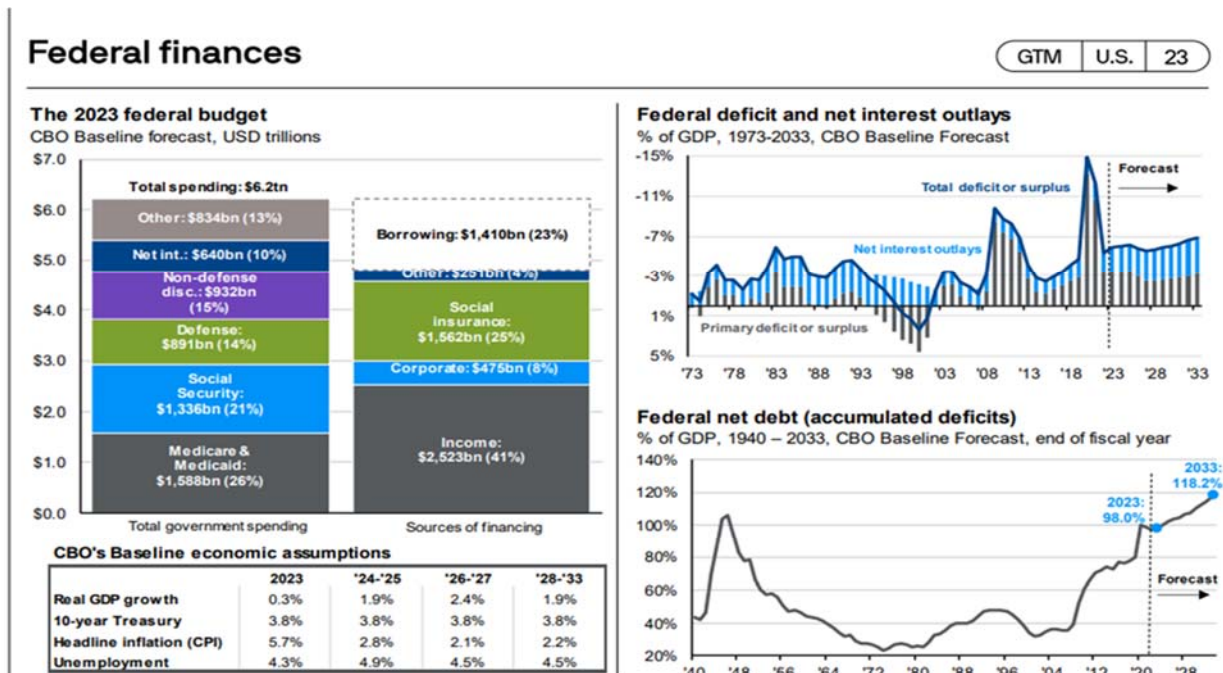 Federal finances
GTM U.S. 23
The 2023 federal budget
CBO Baseline forecast, USD trillions
$7.0
$6.0
$5.0
$4.0
$3.0
$2.0
$1.0
$0.0
Total spending: $6.2tn
Other: $834bn (13%)
Net int.: $640bn (10%)
Non-defense
disc.: $932bn
(15%)
Defense:
$891bn (14%)
Social
Security:
$1,336bn (21%)
Medicare &
Medicaid:
$1,588bn (26%)
Total government spending
Borrowing: $1,410bn (23%)
Other: $251bn (4%)
Social
insurance:
$1,562bn (25%)
Corporate: $475bn (8%)
Income:
$2,523bn (41%)
Sources of financing
CBO's Baseline economic assumptions
2023 '24-'25 '26-'27 '28-'33
Real GDP growth 0.3% 1.9% 2.4% 1.9%
10-year Treasury 3.8% 3.8% 3.8% 3.8%
Headline inflation (CPI) 5.7% 2.8% 2.1% 2.2%
Unemployment 4.3% 4.9% 4.5% 4.5%
Federal deficit and net interest outlays
% of GDP, 1973-2033, CBO Baseline Forecast
-15%
-11%
-7%
-3%
1%
5%
Forecast
Total deficit or surplus
Net interest outlays
Primary deficit or surplus
'73 '78 '83 '88 '93 '98 '03 '08 '13 '18 '23 '28 '33
Federal net debt (accumulated deficits)
% of GDP, 1940 – 2033, CBO Baseline Forecast, end of fiscal year
140%
120%
100%
80%
60%
40%
20%
2033:
118.2%
2023:
98.0%
Forecast
'40 '48 '56 '64 '72 '80 '88 '96 '04 '12 '20 '28